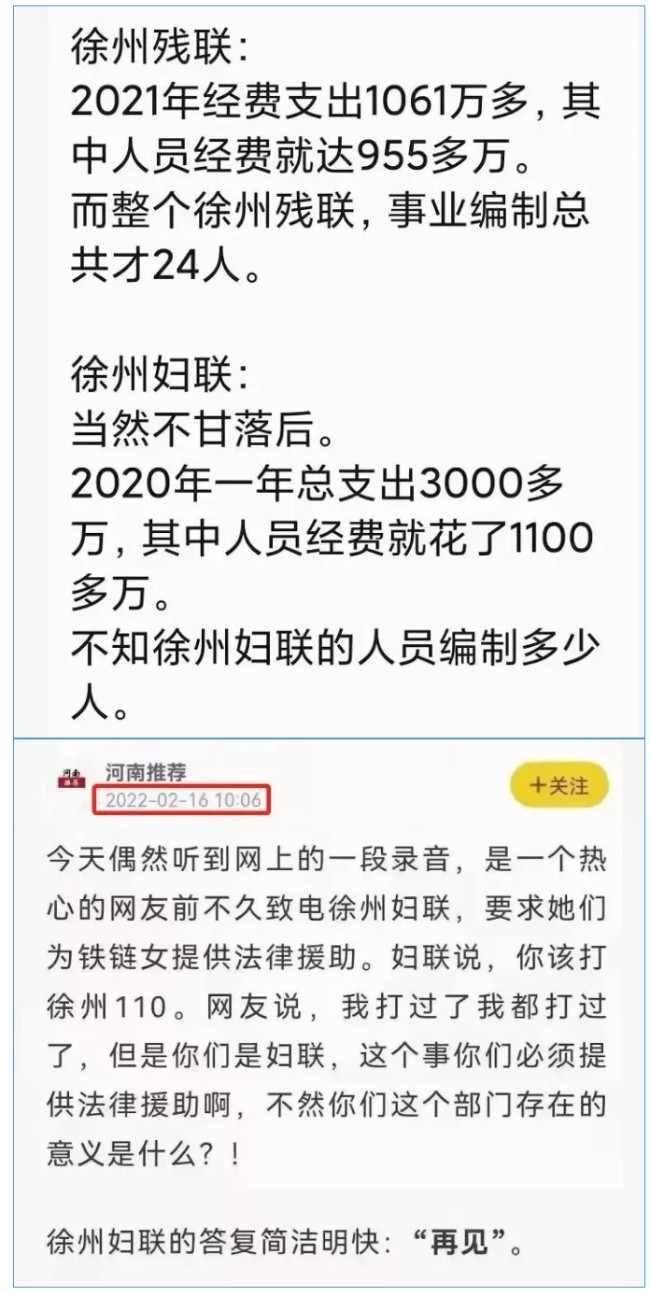 徐州残联：
2021年经费支出1061万多，其
中人员经费就达955多万。
而整个徐州残联，事业编制总
共才24人。
徐州妇联：
当然不甘落后。
2020年一年总支出3000多
万，其中人员经费就花了1100
多万。
不知徐州妇联的人员编制多少
人。
河南推荐
2022-02-16 10:06
+关注
今天偶然听到网上的一段录音，是一个热
心的网友前不久致电徐州妇联，要求她们
为铁链女提供法律援助。妇联说，你该打
徐州110。网友说，我打过了我都打过
了，但是你们是妇联，这个事你们必须提
供法律援助啊，不然你们这个部门存在的
意义是什么？！
徐州妇联的答复简洁明快：“再见”。